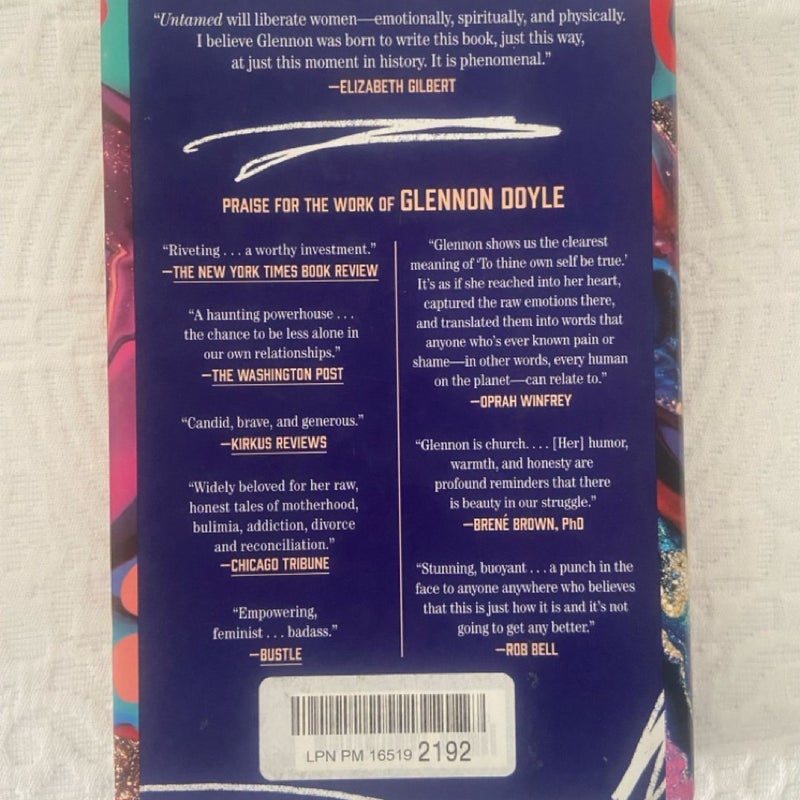 “Untamed will liberate women—emotionally, spiritually, and physically.
I believe Glennon was born to write this book, just this way,
at just this moment in history. It is phenomenal.”
—ELIZABETH GILBERT
PRAISE FOR THE WORK OF GLENNON DOYLE
“Riveting . . . a worthy investment.”
—THE NEW YORK TIMES BOOK REVIEW
“A haunting powerhouse . . .
the chance to be less alone in
our own relationships.”
—THE WASHINGTON POST
“Candid, brave, and generous.”
—KIRKUS REVIEWS
“Widely beloved for her raw,
honest tales of motherhood,
bulimia, addiction, divorce
and reconciliation.”
—CHICAGO TRIBUNE
“Empowering,
feminist . . . badass.”
—BUSTLE
“Glennon shows us the clearest
meaning of ‘To thine own self be true.’
It’s as if she reached into her heart,
captured the raw emotions there,
and translated them into words that
anyone who’s ever known pain or
shame—in other words, every human
on the planet—can relate to.”
—OPRAH WINFREY
“Glennon is church. . . . [Her] humor,
warmth, and honesty are
profound reminders that there
is beauty in our struggle.”
—BRENÉ BROWN, PhD
“Stunning, buoyant . . . a punch in the
face to anyone anywhere who believes
that this is just how it is and it’s not
going to get any better.”
—ROB BELL
LPN PM 16519 2192